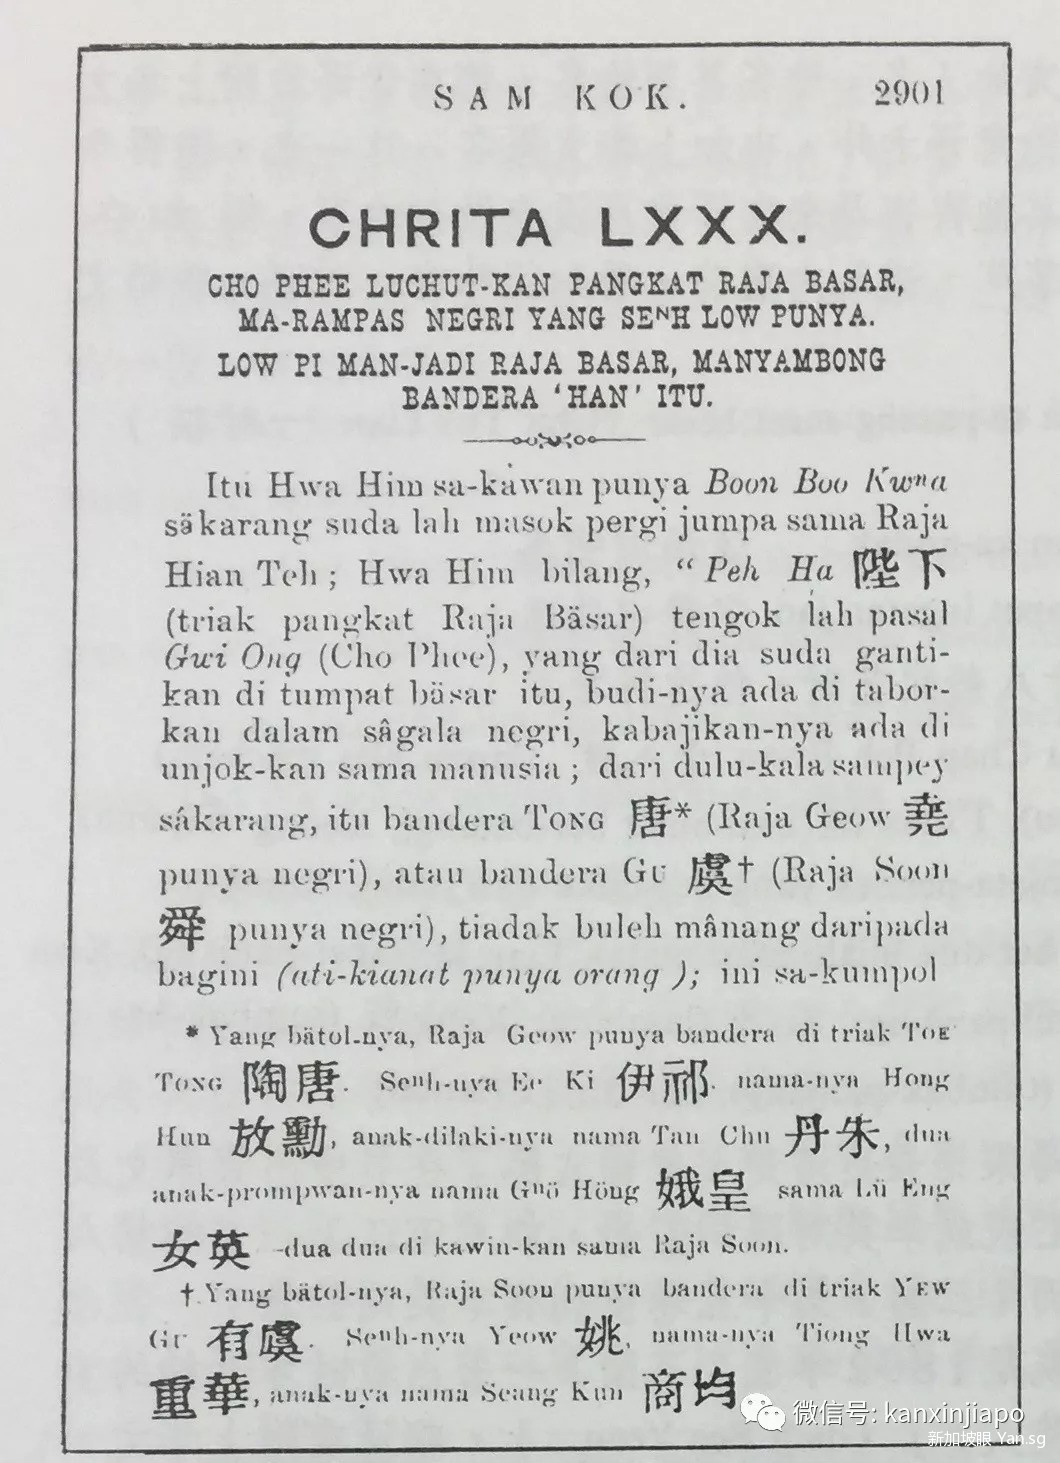 SAM KOK. 2901
CHRITA LXXX.
CHO PHEE LUCHUT-KAN PANGKAT RAJA BASAR,
MA-RAMPAS NEGRI YANG SEᴺH LOW PUNYA.
LOW PI MAN-JADI RAJA BASAR, MANYAMBONG
BANDERA ‘HAN’ ITU.
Itu Hwa Him sa-kawan punya Boon Boo Kwⁿa
säkarang suda lah masok pergi jumpa sama Raja
Hian Teh; Hwa Him bilang, “Peh Ha 陛下
(triak pangkat Raja Bäsar) tengok lah pasal
Gwi Ong (Cho Phee), yang dari dia suda ganti-
kan di tumpat bäsar itu, budi-nya ada di tabor-
kan dalam sâgala negri, kabajikan-nya ada di
unjok-kan sama manusia; dari dulu-kala sampey
sâkarang, itu bandera TONG 唐* (Raja Geow 堯
punya negri), atau bandera GU 虞† (Raja Soon
舜 punya negri), tiadak buleh mânang daripada
bagini (ati-kianat punya orang); ini sa-kumpol
* Yang bätol-nya, Raja Geow punya bandera di triak TOE
TONG 陶唐. Seⁿh-nya Ee Ki 伊祁. nama-nya Hong
Hun 放勳, anak-dilaki-nya nama Tan Chu 丹朱, dua
anak-prompwan-nya nama Gⁿö Höng 娥皇 sama Lü Eng
女英 -dua dua di kawin-kan sama Raja Soon.
† Yang bätol-nya, Raja Soon punya bandera di triak YEW
GU 有虞. Seⁿh-nya Yeow 姚, nama-nya Tiong Hwa
重華, anak-nya nama Seang Kun 商均
微信号: kanxinjiapo
新加坡眼 Yan.sg